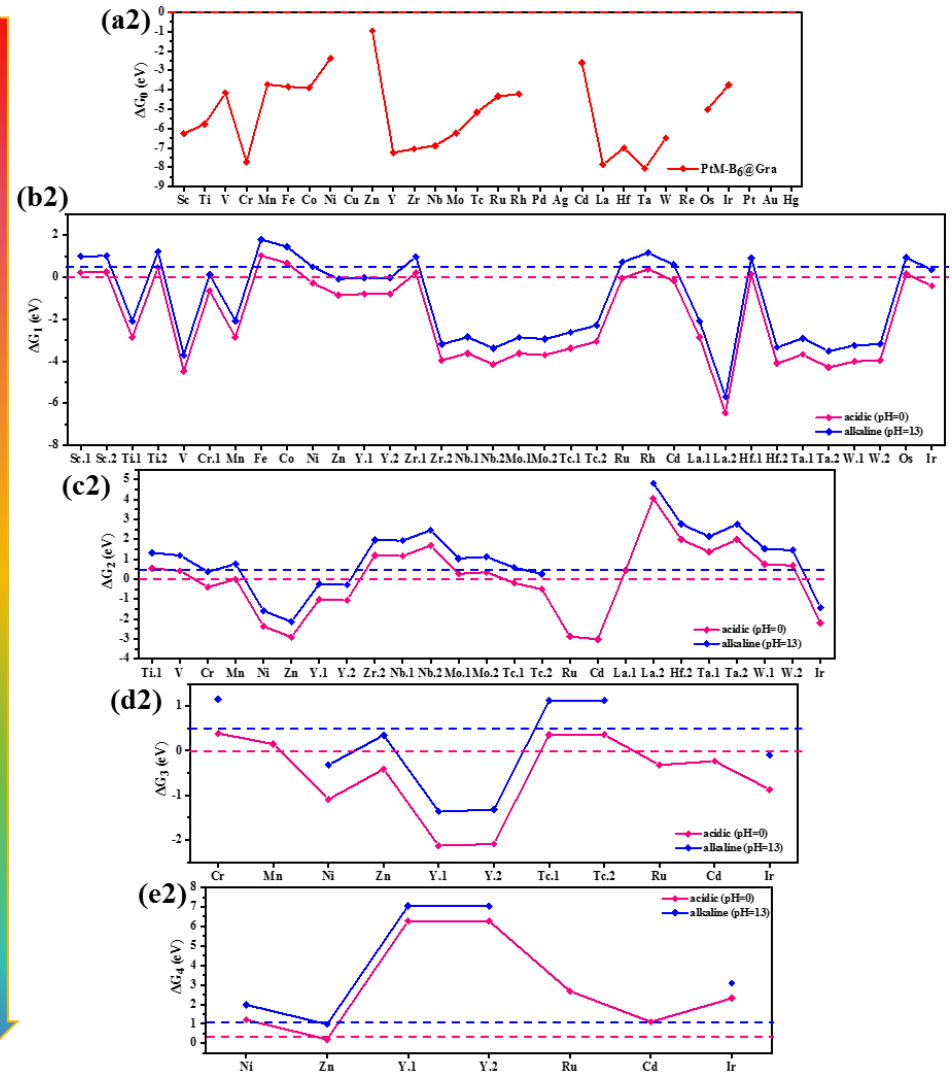 (a2)
ΔG0 (eV)
0
-1
-2
-3
-4
-5
-6
-7
-8
-9
PtM-B6@Gra
Sc Ti V Cr Mn Fe Co Ni Cu Zn Y Zr Nb Mo Tc Ru Rh Pd Ag Cd La Hf Ta W Re Os Ir Pt Au Hg
(b2)
ΔG1 (eV)
2
0
-2
-4
-6
-8
acidic (pH=0)
alkaline (pH=13)
Sc.1 Sc.2 Ti.1 Ti.2 V Cr.1 Mn Fe Co Ni Zn Y.1 Y.2 Zr.1 Zr.2 Nb.1 Nb.2 Mo.1 Mo.2 Tc.1 Tc.2 Ru Rh Cd La.1 La.2 Hf.1 Hf.2 Ta.1 Ta.2 W.1 W.2 Os Ir
(c2)
ΔG2 (eV)
5
4
3
2
1
0
-1
-2
-3
-4
acidic (pH=0)
alkaline (pH=13)
Ti.1 V Cr Mn Ni Zn Y.1 Y.2 Zr.2 Nb.1 Nb.2 Mo.1 Mo.2 Tc.1 Tc.2 Ru Cd La.1 La.2 Hf.2 Ta.1 Ta.2 W.1 W.2 Ir
(d2)
ΔG3 (eV)
1
0
-1
-2
acidic (pH=0)
alkaline (pH=13)
Cr Mn Ni Zn Y.1 Y.2 Tc.1 Tc.2 Ru Cd Ir
(e2)
ΔG4 (eV)
8
7
6
5
4
3
2
1
0
acidic (pH=0)
alkaline (pH=13)
Ni Zn Y.1 Y.2 Ru Cd Ir